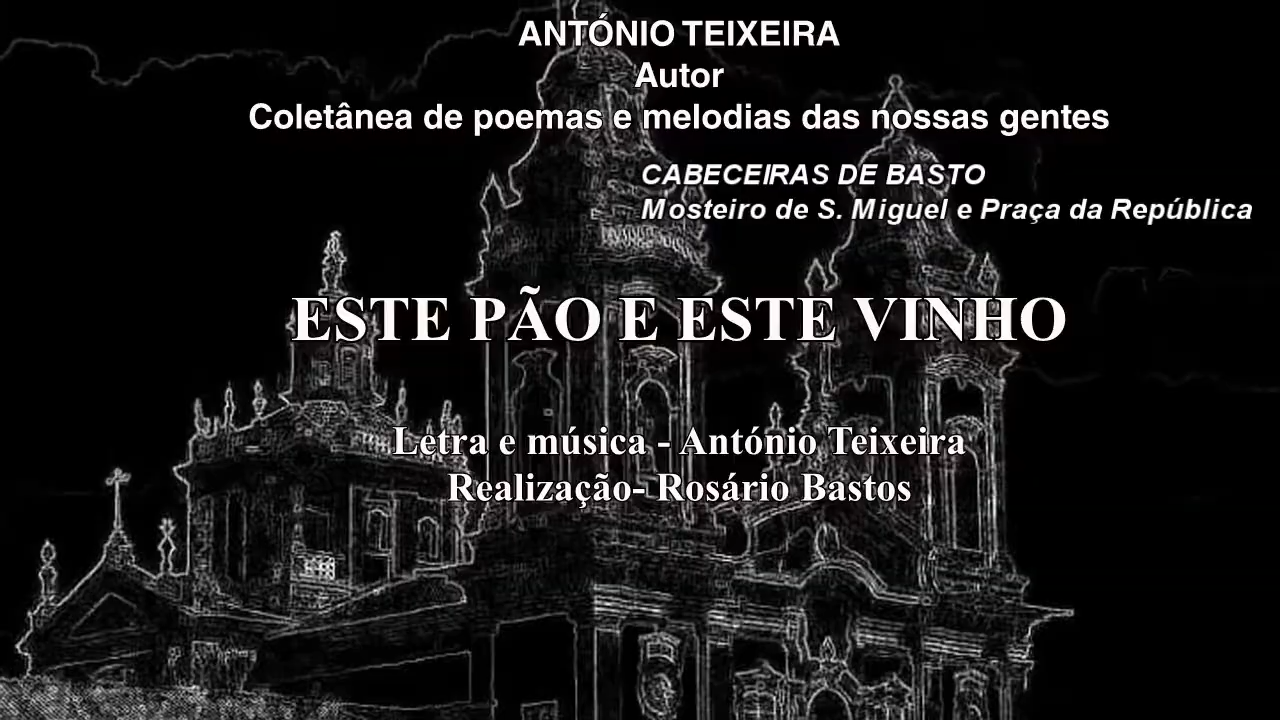 ANTÓNIO TEIXEIRA
Autor
Coletânea de poemas e melodias das nossas gentes
CABECEIRAS DE BASTO
Mosteiro de S. Miguel e Praça da República
ESTE PÃO E ESTE VINHO
Letra e música - António Teixeira
Realização- Rosário Bastos